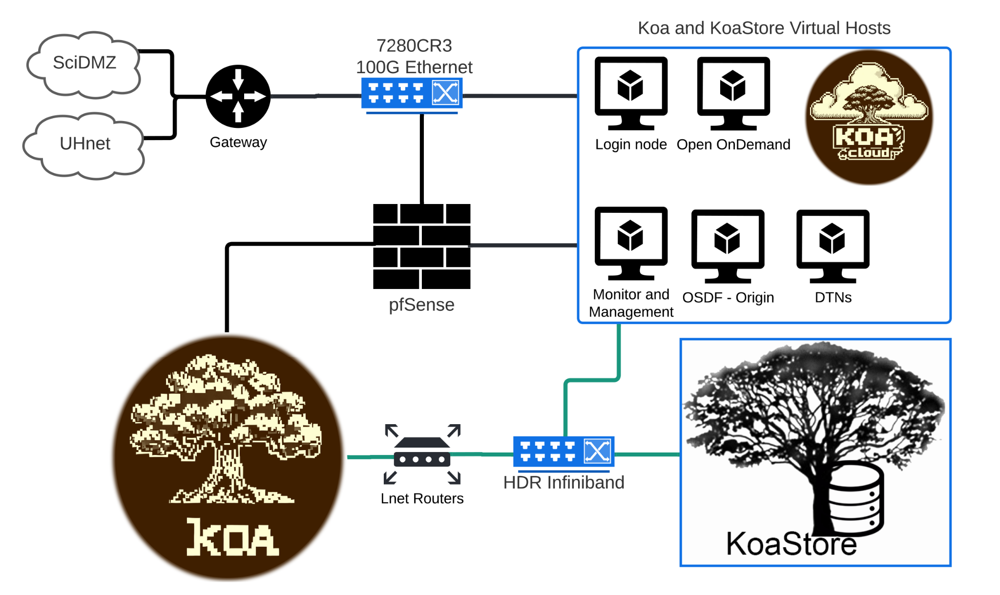 Koa and KoaStore Virtual Hosts
SciDMZ
UHnet
Gateway
7280CR3
100G Ethernet
Login node
Open OnDemand
KOA
cloud
pfSense
Monitor and
Management
OSDF - Origin
DTNs
KOA
Lnet Routers
HDR Infiniband
KoaStore